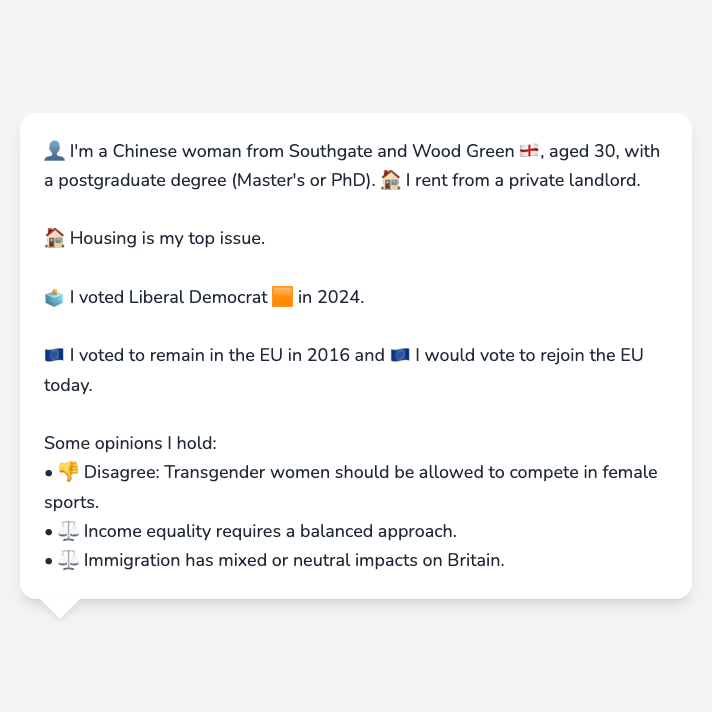 👤 I'm a Chinese woman from Southgate and Wood Green 🏴󠁧󠁢󠁥󠁮󠁧󠁿, aged 30, with
a postgraduate degree (Master's or PhD). 🏠 I rent from a private landlord.
🏠 Housing is my top issue.
🗳️ I voted Liberal Democrat 🟧 in 2024.
🇪🇺 I voted to remain in the EU in 2016 and 🇪🇺 I would vote to rejoin the EU
today.
Some opinions I hold:
• 👎 Disagree: Transgender women should be allowed to compete in female
sports.
• ⚖️ Income equality requires a balanced approach.
• ⚖️ Immigration has mixed or neutral impacts on Britain.